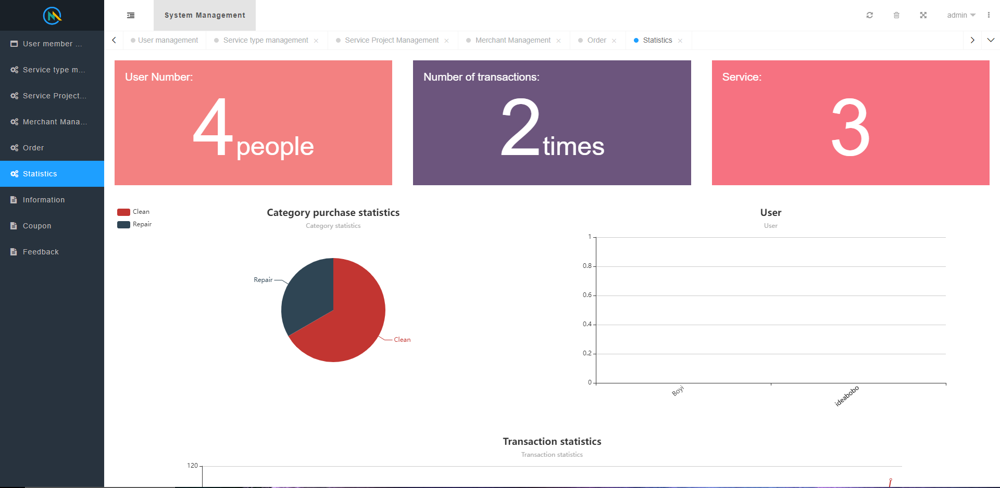 System Management
admin
User member ...
Service type m...
Service Project...
Merchant Mana...
Order
Statistics
Information
Coupon
Feedback
User management
Service type management
Service Project Management
Merchant Management
Order
Statistics
User Number:
4 people
Number of transactions:
2 times
Service:
3
Clean
Repair
Category purchase statistics
Category statistics
Repair
Clean
User
User
1
0.8
0.6
0.4
0.2
0
Boyi
ideabobo
Transaction statistics
Transaction statistics
120